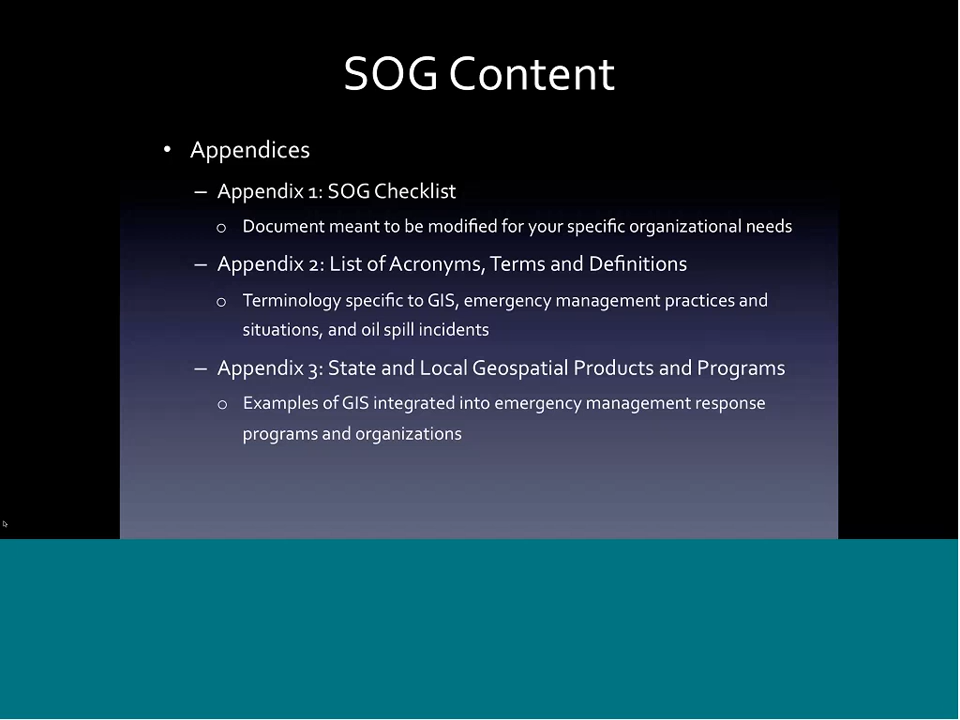 SOG Content
• Appendices
– Appendix 1: SOG Checklist
o Document meant to be modified for your specific organizational needs
– Appendix 2: List of Acronyms, Terms and Definitions
o Terminology specific to GIS, emergency management practices and
situations, and oil spill incidents
– Appendix 3: State and Local Geospatial Products and Programs
o Examples of GIS integrated into emergency management response
programs and organizations